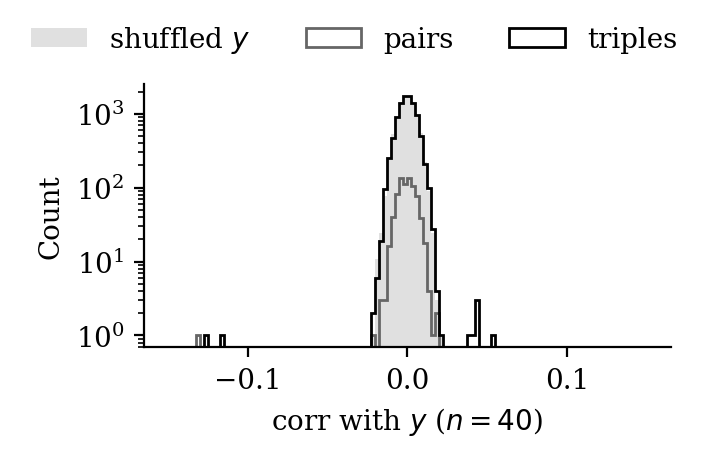 shuffled y pairs triples
10³
10²
10¹
10⁰
Count
−0.1 0.0 0.1
corr with y (n = 40)